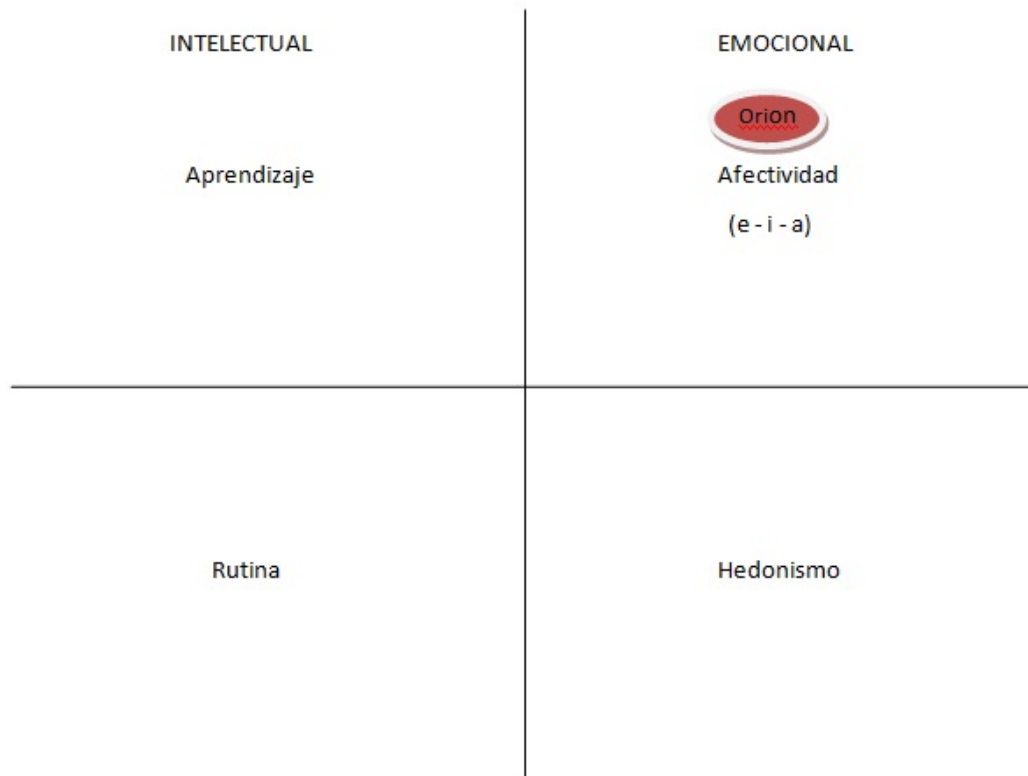 INTELECTUAL
EMOCIONAL
Orion
Aprendizaje
Afectividad
(e - i - a)
Rutina
Hedonismo